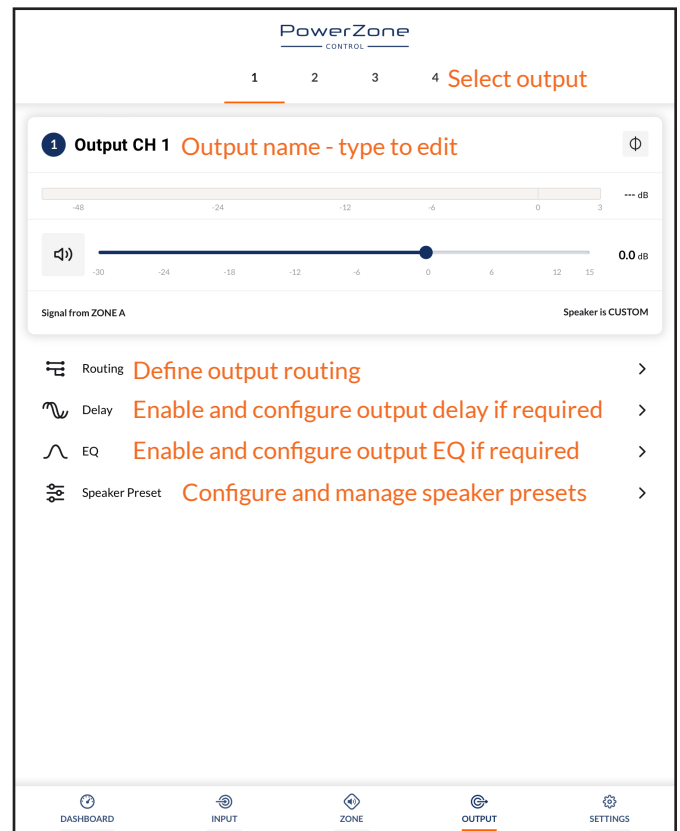 PowerZone
CONTROL
1 2 3 4 Select output
1 Output CH 1 Output name - type to edit
--- dB
-48 -24 -12 -6 0 3
0.0 dB
-30 -24 -18 -12 -6 0 6 12 15
Signal from ZONE A Speaker is CUSTOM
Routing Define output routing
Delay Enable and configure output delay if required
EQ Enable and configure output EQ if required
Speaker Preset Configure and manage speaker presets
DASHBOARD INPUT ZONE OUTPUT SETTINGS